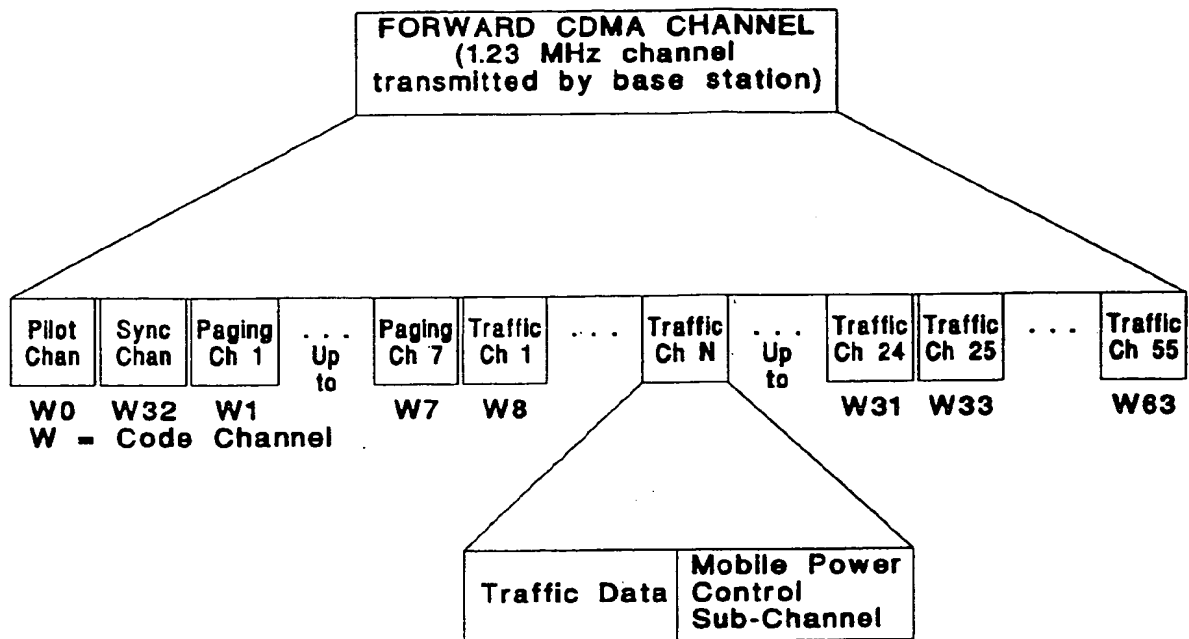 FORWARD CDMA CHANNEL
(1.23 MHz channel
transmitted by base station)
Pilot
Chan
Sync
Chan
Paging
Ch 1
. . .
Up
to
Paging
Ch 7
Traffic
Ch 1
. . .
Traffic
Ch N
. . .
Up
to
Traffic
Ch 24
Traffic
Ch 25
. . .
Traffic
Ch 55
W0 W32 W1 W7 W8 W31 W33 W63
W = Code Channel
Traffic Data
Mobile Power
Control
Sub-Channel